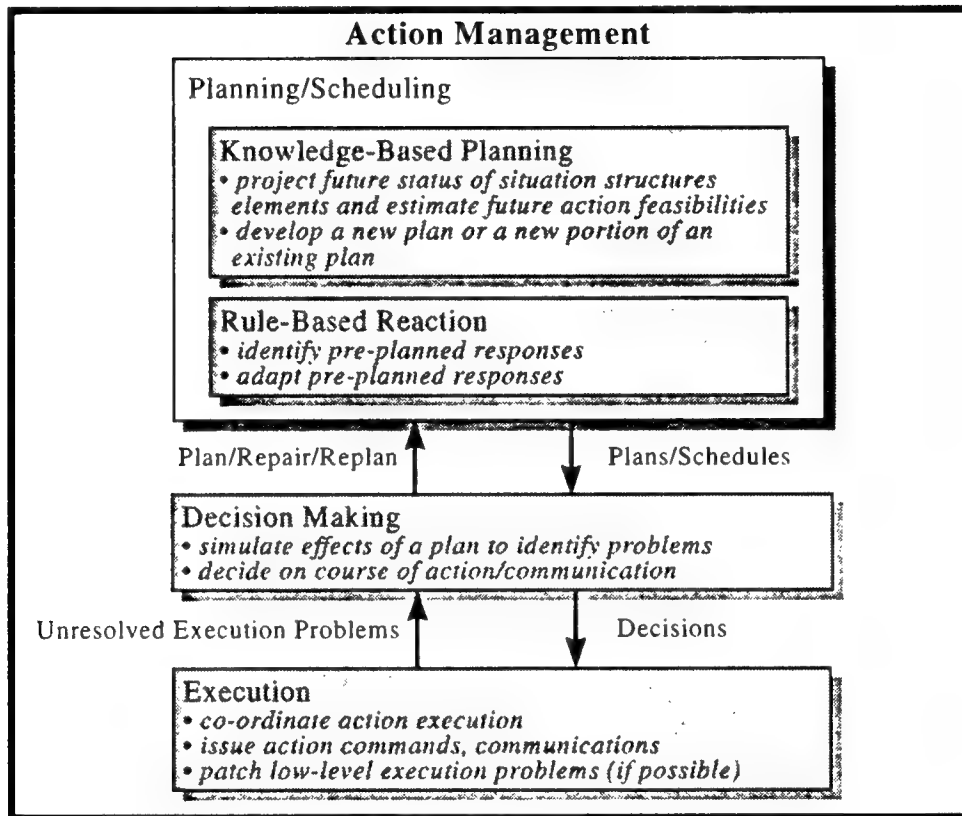 Action Management
Planning/Scheduling
Knowledge-Based Planning
• project future status of situation structures
elements and estimate future action feasibilities
• develop a new plan or a new portion of an
existing plan
Rule-Based Reaction
• identify pre-planned responses
• adapt pre-planned responses
Plan/Repair/Replan
Plans/Schedules
Decision Making
• simulate effects of a plan to identify problems
• decide on course of action/communication
Unresolved Execution Problems
Decisions
Execution
• co-ordinate action execution
• issue action commands, communications
• patch low-level execution problems (if possible)